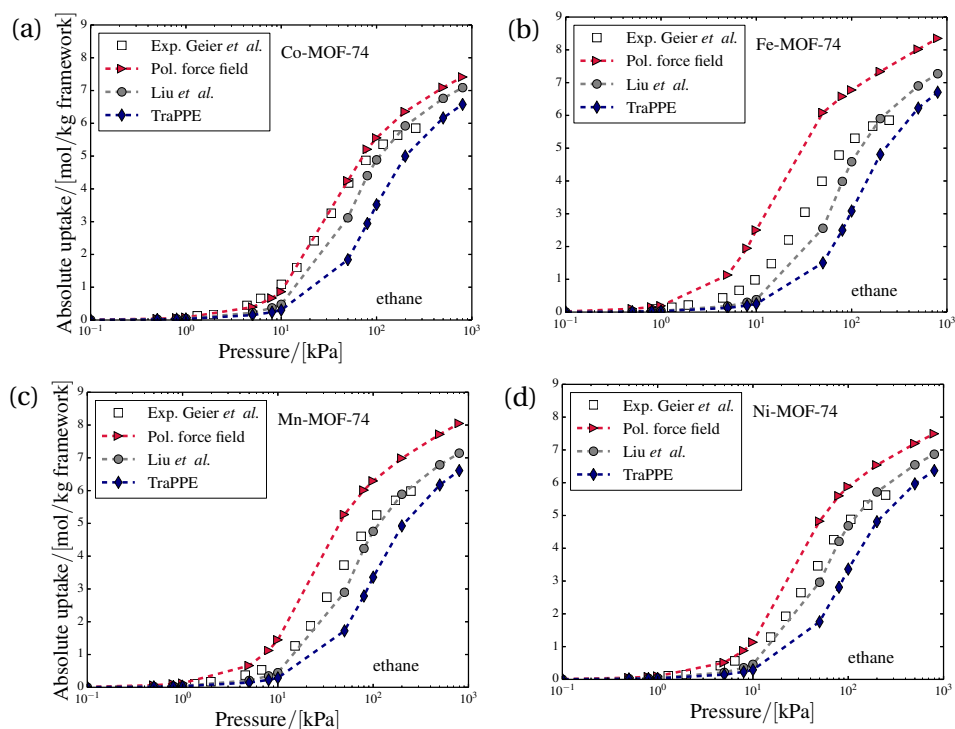 (a)
Exp. Geier et al.
Pol. force field
Liu et al.
TraPPE
Co-MOF-74
ethane
Absolute uptake/[mol/kg framework]
9
8
7
6
5
4
3
2
1
0
10⁻¹ 10⁰ 10¹ 10² 10³
Pressure/[kPa]
(b)
Exp. Geier et al.
Pol. force field
Liu et al.
TraPPE
Fe-MOF-74
ethane
9
8
7
6
5
4
3
2
1
0
10⁻¹ 10⁰ 10¹ 10² 10³
(c)
Exp. Geier et al.
Pol. force field
Liu et al.
TraPPE
Mn-MOF-74
ethane
Absolute uptake/[mol/kg framework]
9
8
7
6
5
4
3
2
1
0
10⁻¹ 10⁰ 10¹ 10² 10³
Pressure/[kPa]
(d)
Exp. Geier et al.
Pol. force field
Liu et al.
TraPPE
Ni-MOF-74
ethane
9
8
7
6
5
4
3
2
1
0
10⁻¹ 10⁰ 10¹ 10² 10³
Pressure/[kPa]